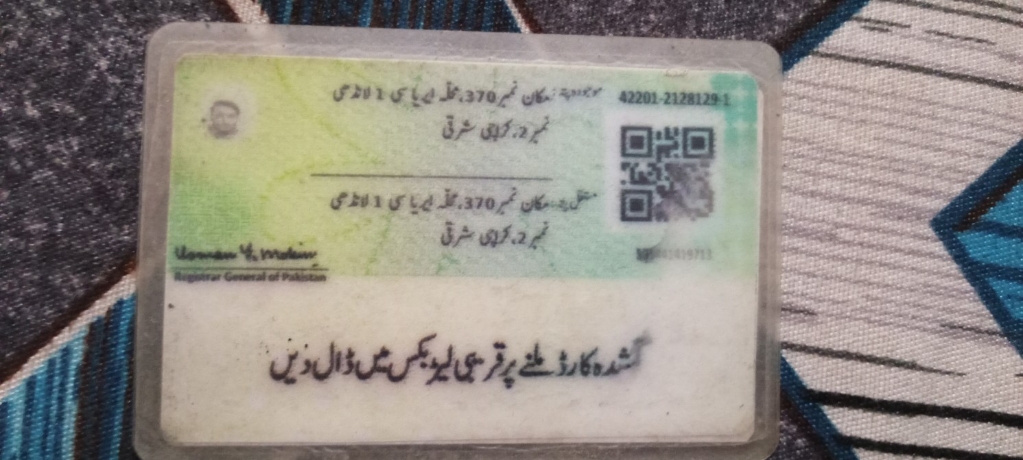 موجودہ پتہ: مکان نمبر 370، محلہ ایریا سی 1 لانڈھی
نمبر 2، کراچی شرقی
42201-2128129-1
مستقل پتہ: مکان نمبر 370، محلہ ایریا سی 1 لانڈھی
نمبر 2، کراچی شرقی
Usman Y. Mobin
Registrar General of Pakistan
گمشدہ کارڈ ملنے پر قریبی لیٹر بکس میں ڈال دیں